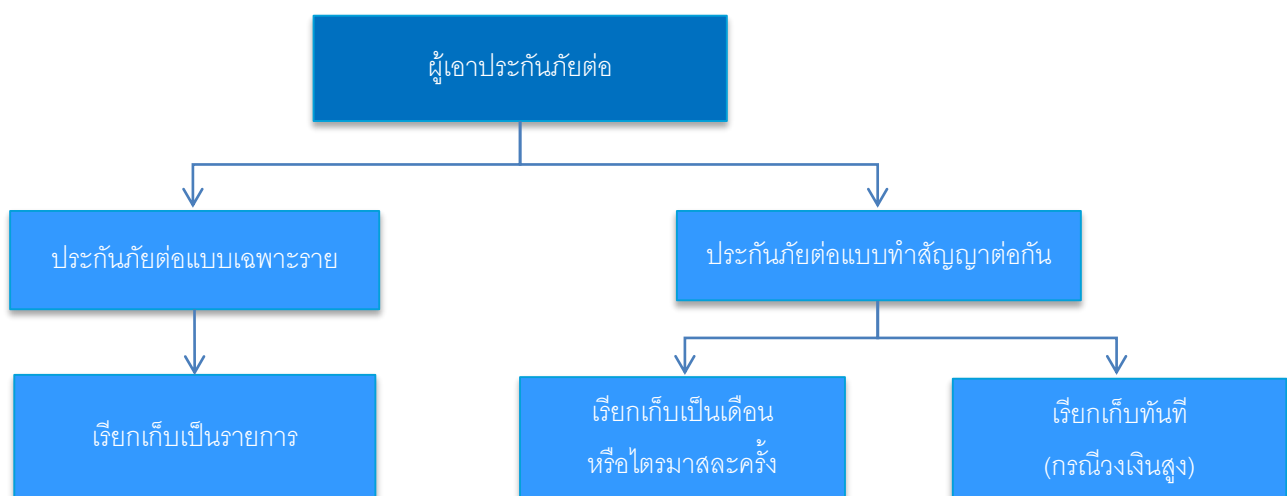 ผู้เอาประกันภัยต่อ
ประกันภัยต่อแบบเฉพาะราย
ประกันภัยต่อแบบทำสัญญาต่อกัน
เรียกเก็บเป็นรายการ
เรียกเก็บเป็นเดือน
หรือไตรมาสละครั้ง
เรียกเก็บทันที
(กรณีวงเงินสูง)